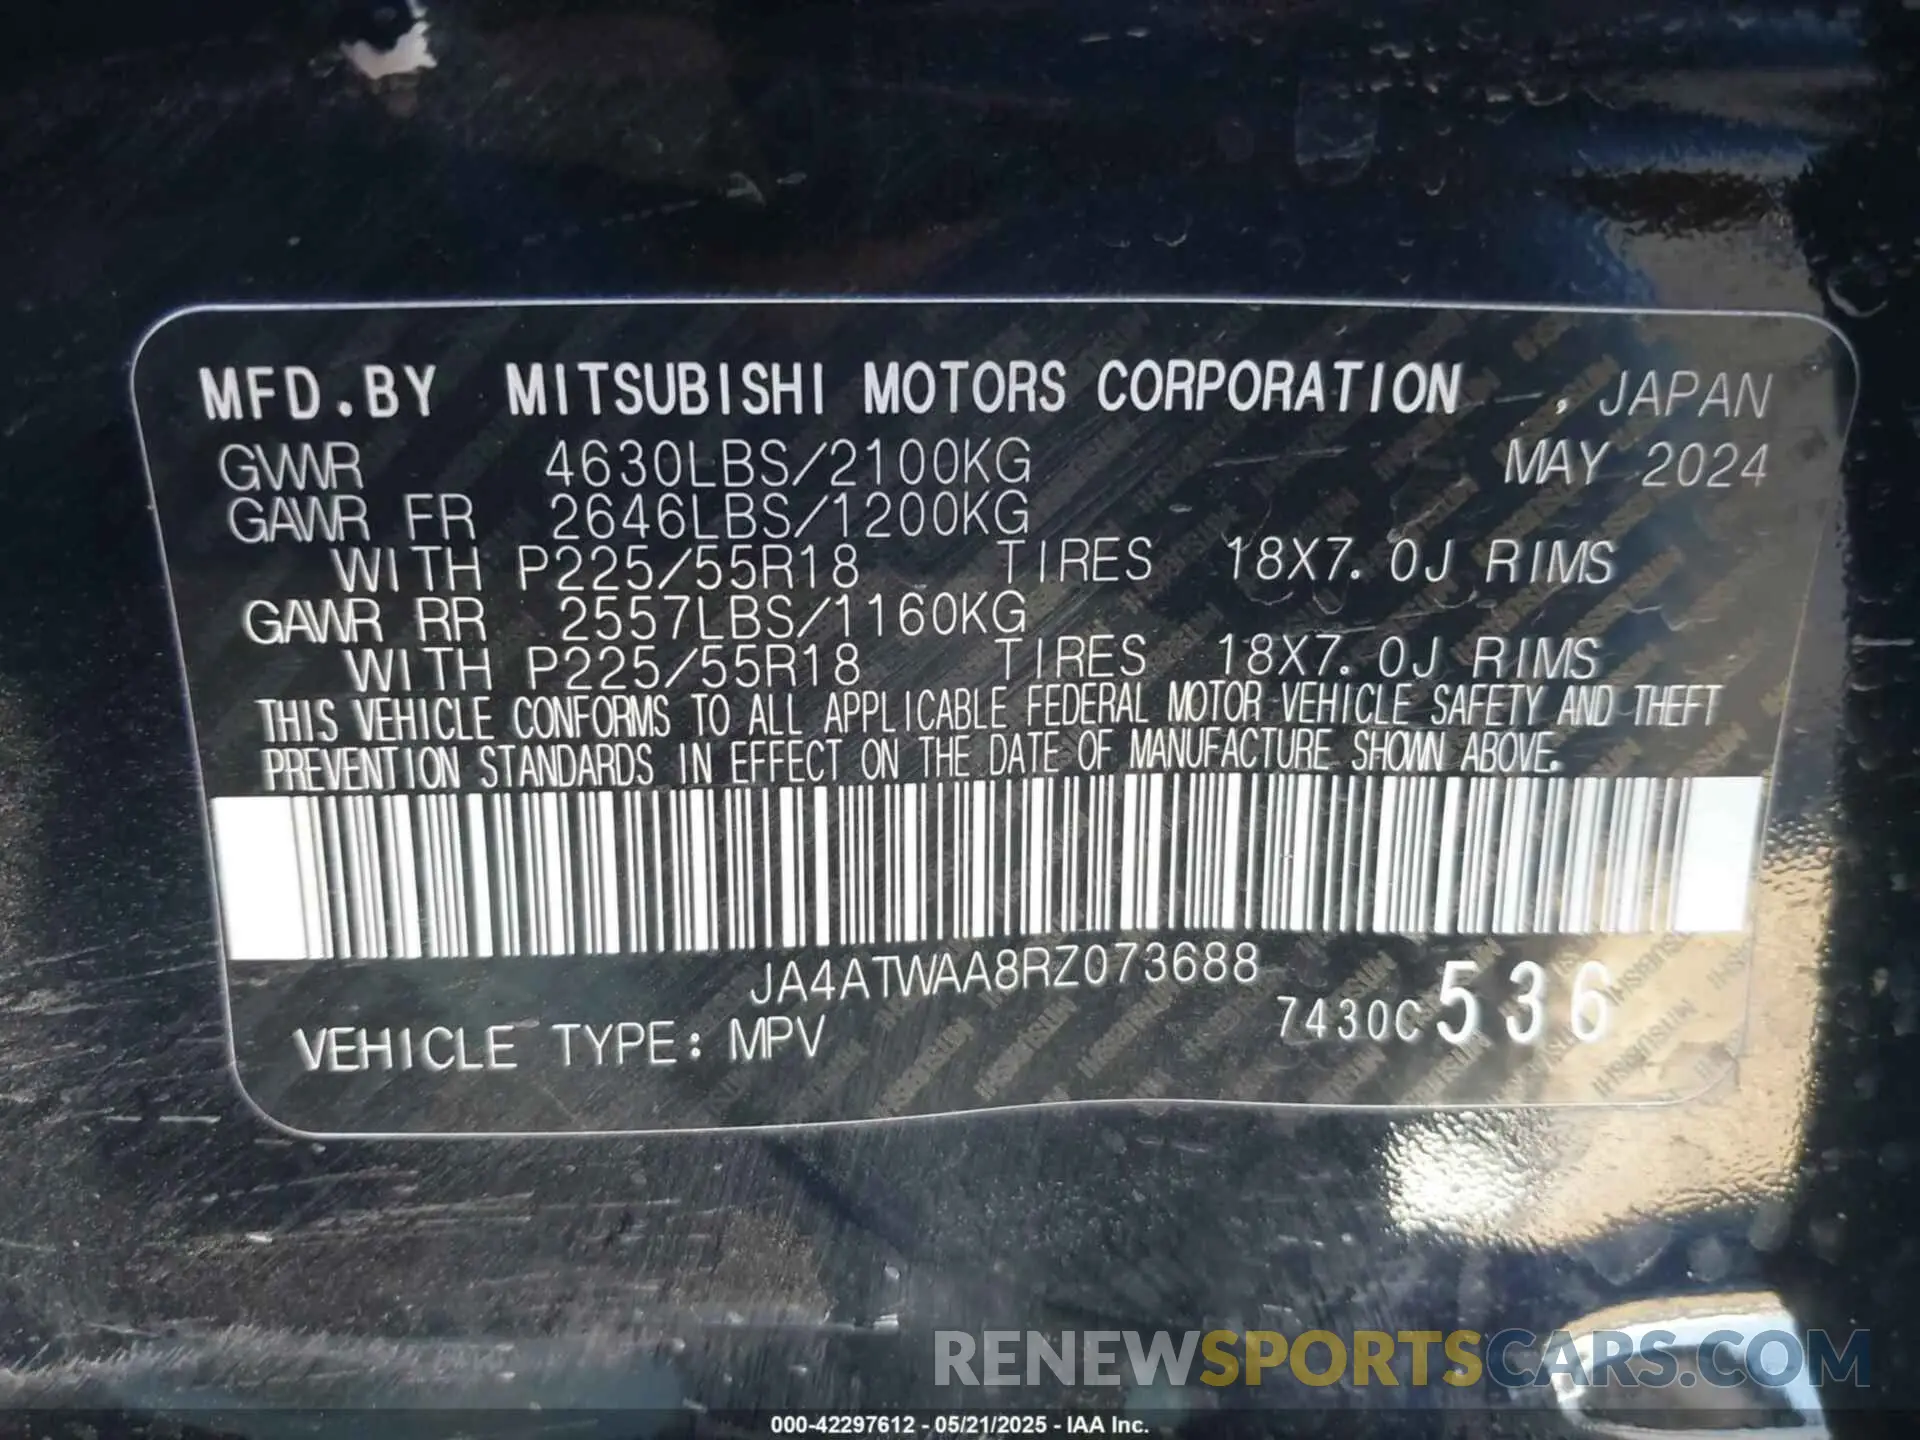 MFD.BY MITSUBISHI MOTORS CORPORATION , JAPAN
GVWR 4630LBS/2100KG MAY 2024
GAWR FR 2646LBS/1200KG
WITH P225/55R18 TIRES 18X7.0J RIMS
GAWR RR 2557LBS/1160KG
WITH P225/55R18 TIRES 18X7.0J RIMS
THIS VEHICLE CONFORMS TO ALL APPLICABLE FEDERAL MOTOR VEHICLE SAFETY AND THEFT
PREVENTION STANDARDS IN EFFECT ON THE DATE OF MANUFACTURE SHOWN ABOVE.
JA4ATWAA8RZ073688
7430C 536
VEHICLE TYPE: MPV
RENEWSPORTSCARS.COM
000-42297612 - 05/21/2025 - IAA Inc.